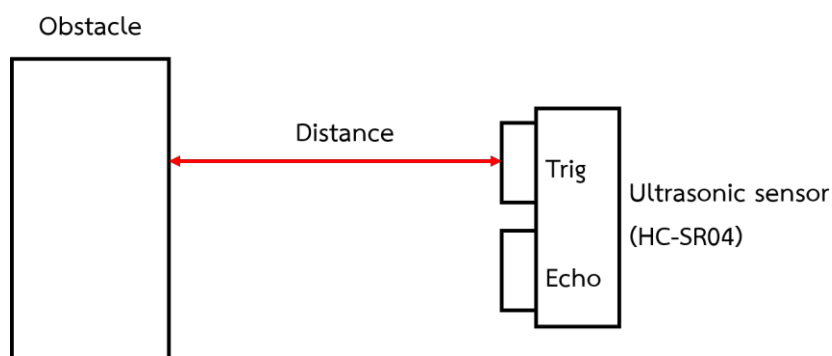 Obstacle
Distance
Trig
Ultrasonic sensor
(HC-SR04)
Echo